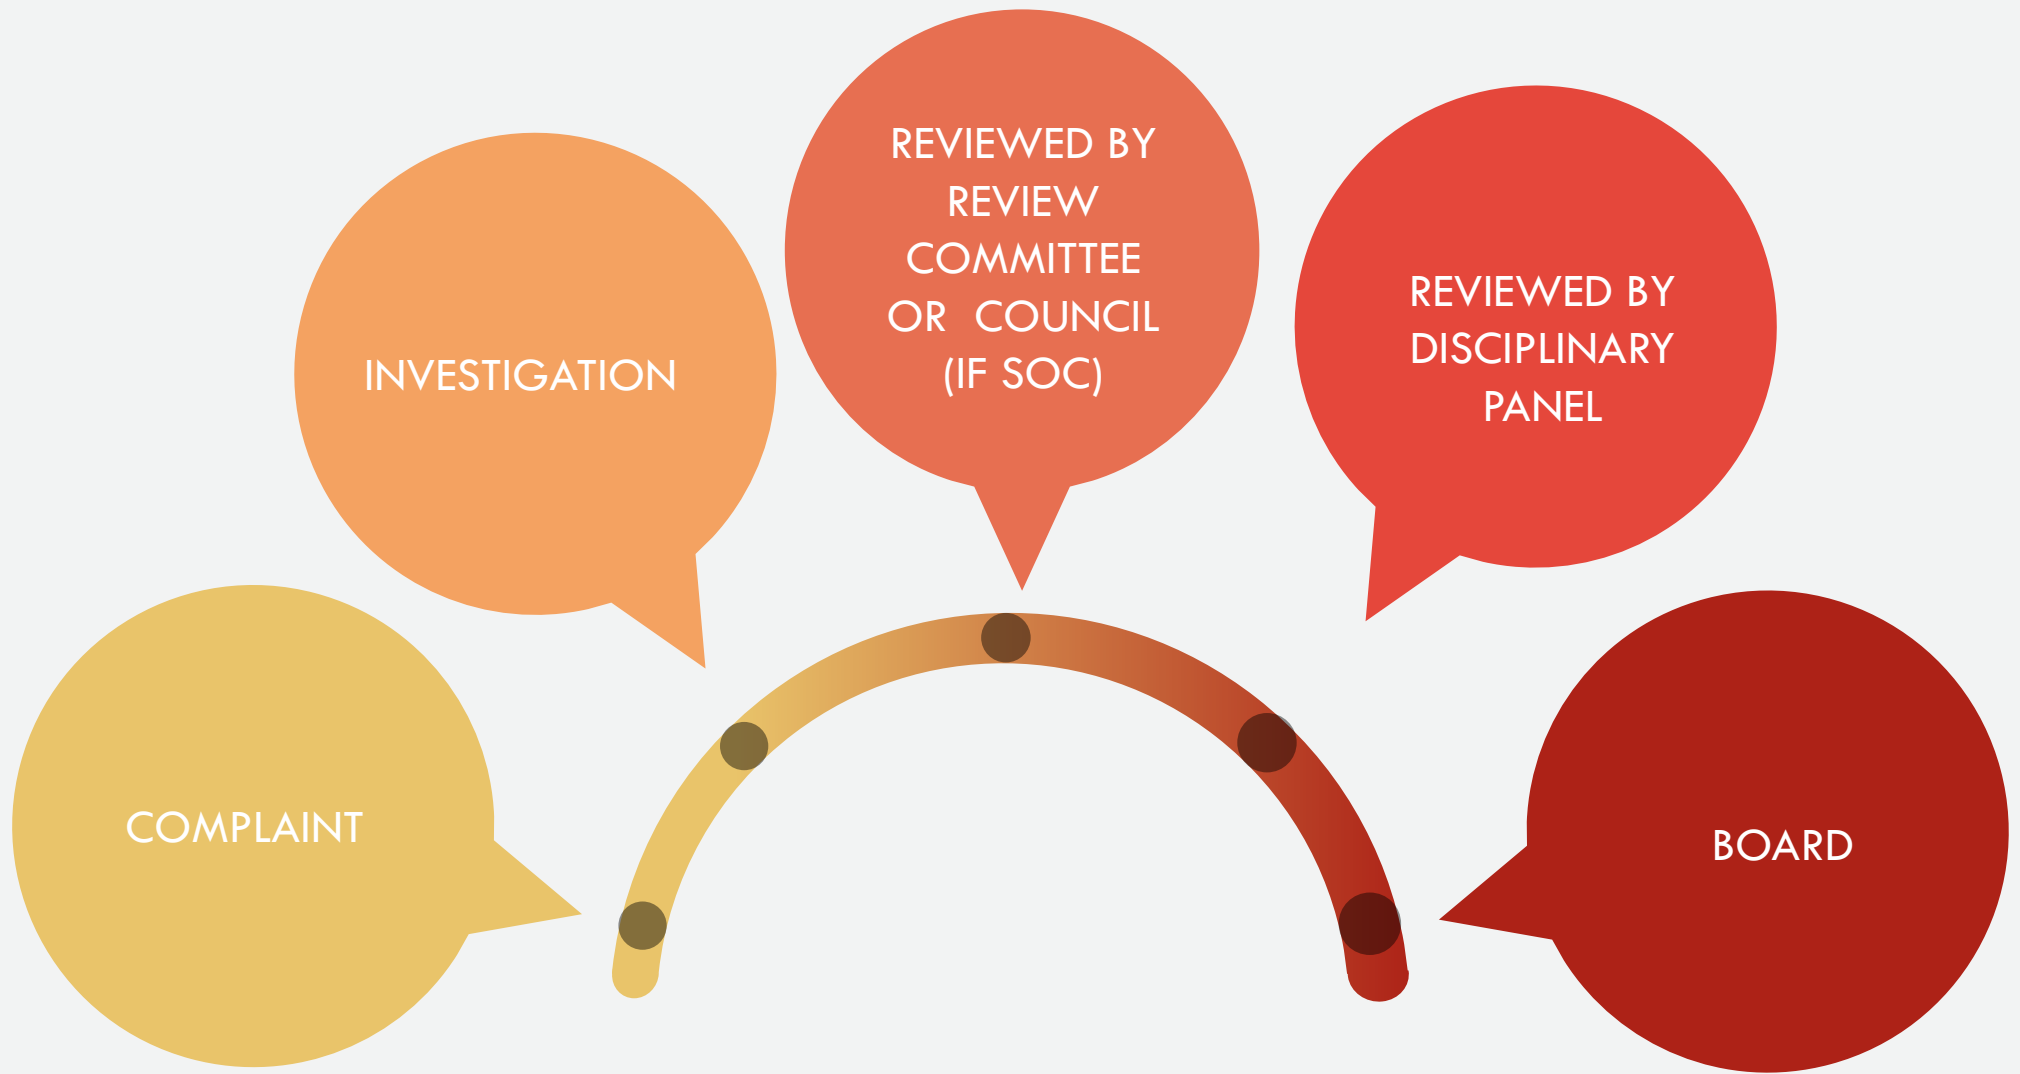 COMPLAINT
INVESTIGATION
REVIEWED BY
REVIEW
COMMITTEE
OR  COUNCIL
(IF SOC)
REVIEWED BY
DISCIPLINARY
PANEL
BOARD